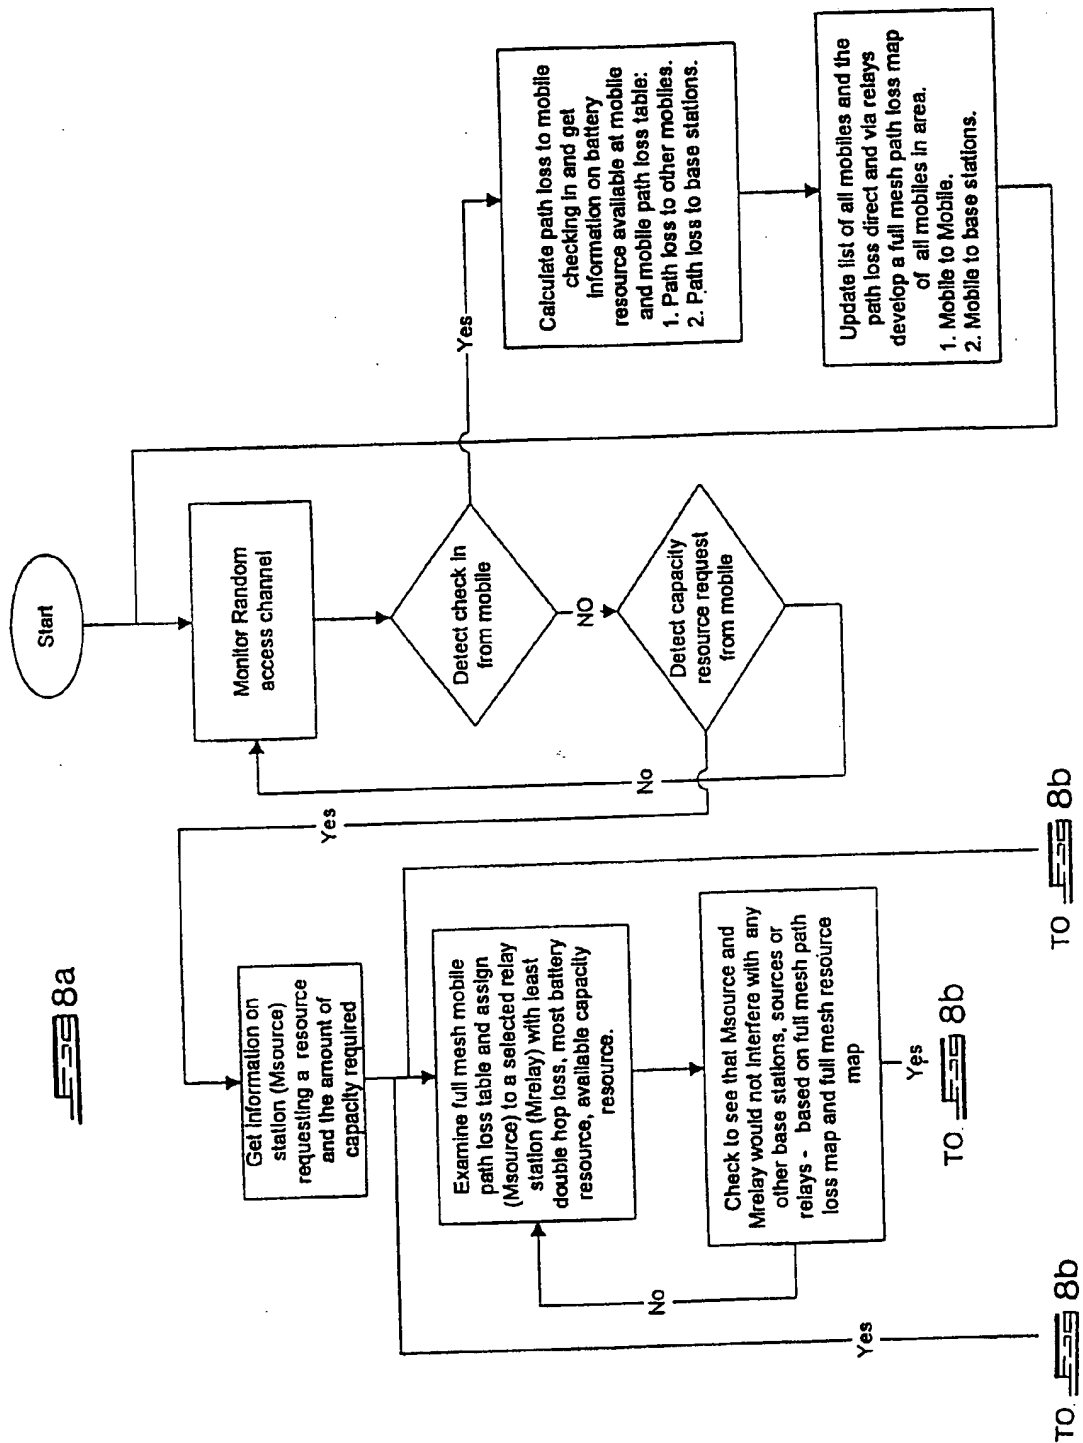 Fig 8a
Start
Monitor Random
access channel
Detect check in
from mobile
Yes
Calculate path loss to mobile
checking in and get
information on battery
resource available at mobile
and mobile path loss table:
1. Path loss to other mobiles.
2. Path loss to base stations.
Update list of all mobiles and the
path loss direct and via relays
develop a full mesh path loss map
of all mobiles in area.
1. Mobile to Mobile.
2. Mobile to base stations.
NO
Detect capacity
resource request
from mobile
No
Yes
Get Information on
station (Msource)
requesting a resource
and the amount of
capacity required
Examine full mesh mobile
path loss table and assign
(Msource) to a selected relay
station (Mrelay) with least
double hop loss, most battery
resource, available capacity
resource.
Check to see that Msource and
Mrelay would not Interfere with any
other base stations, sources or
relays - based on full mesh path
loss map and full mesh resource
map
No
Yes
Yes
TO. Fig 8b
TO. Fig 8b
TO Fig 8b